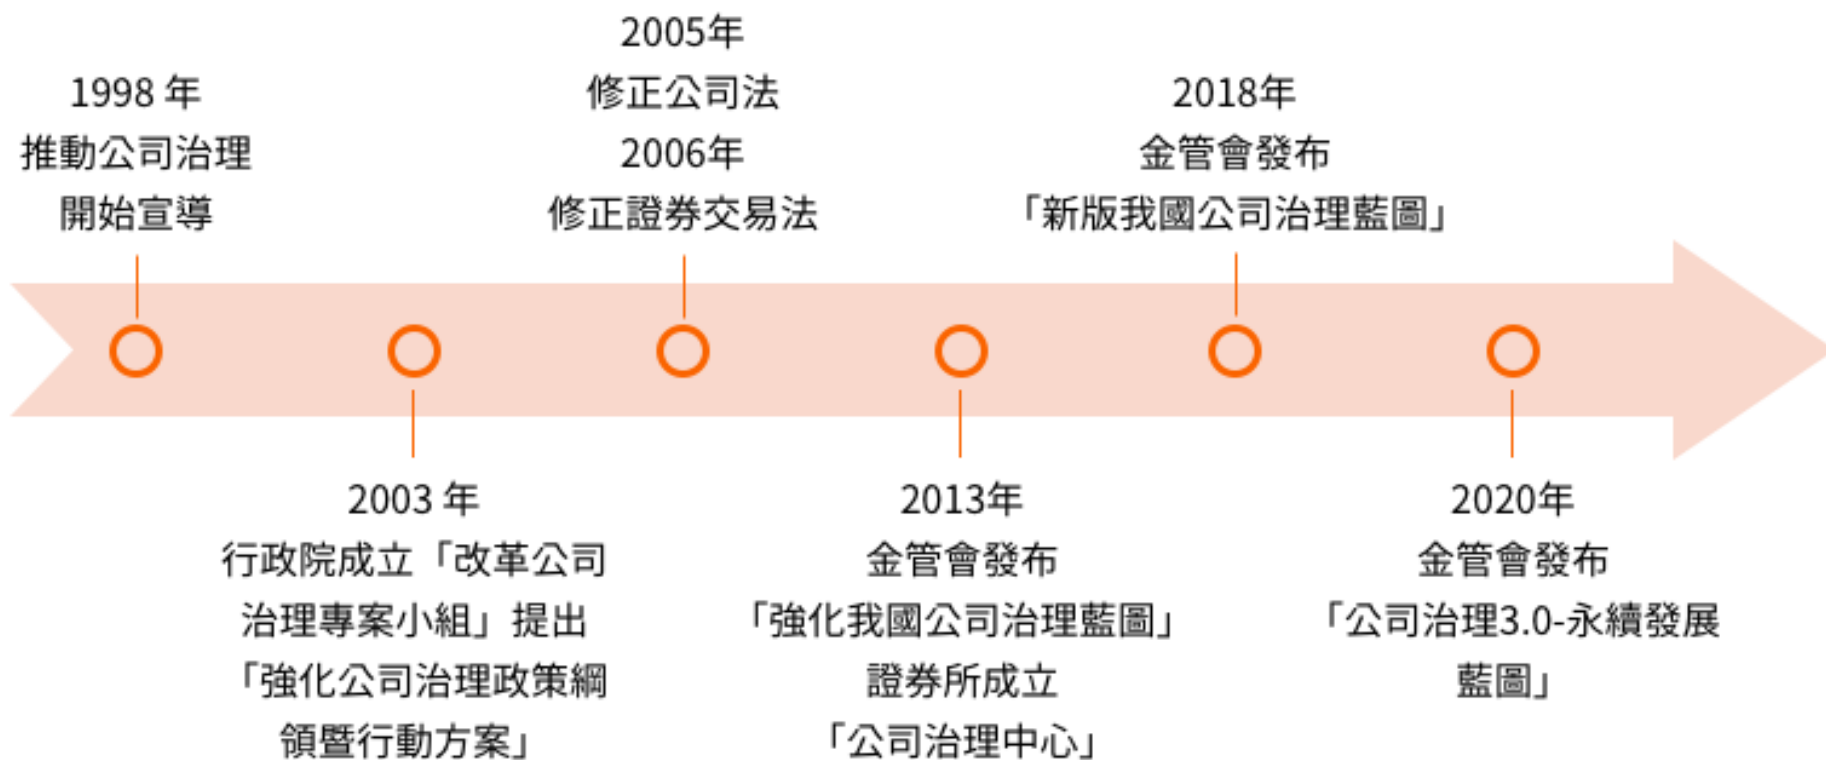 1998 年
推動公司治理
開始宣導
2003 年
行政院成立「改革公司
治理專案小組」提出
「強化公司治理政策綱
領暨行動方案」
2005年
修正公司法
2006年
修正證券交易法
2013年
金管會發布
「強化我國公司治理藍圖」
證券所成立
「公司治理中心」
2018年
金管會發布
「新版我國公司治理藍圖」
2020年
金管會發布
「公司治理3.0-永續發展
藍圖」